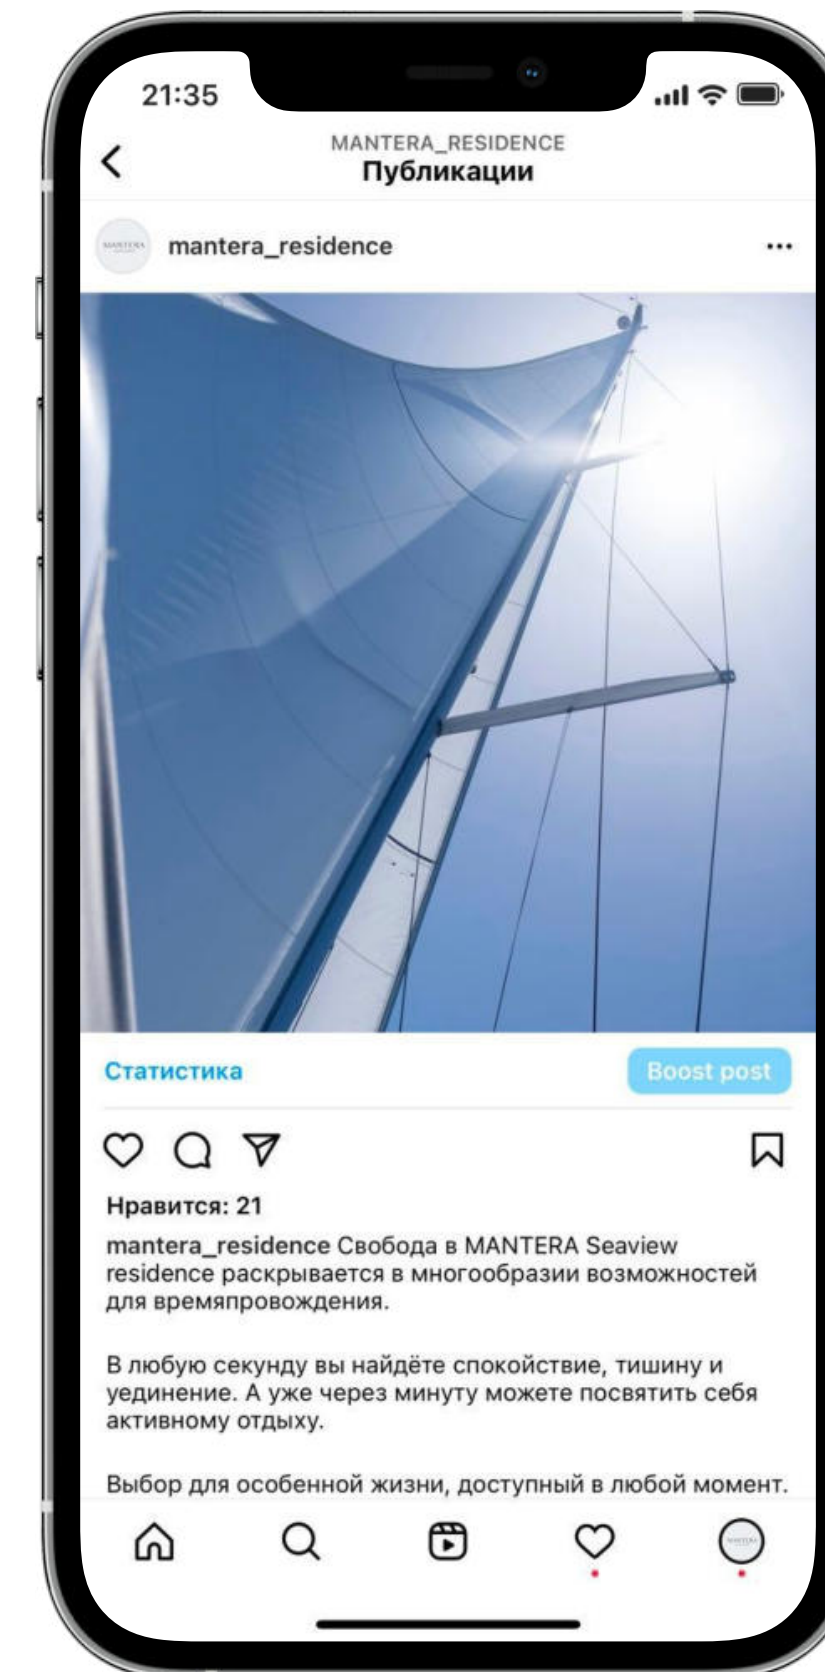 21:35
MANTERA_RESIDENCE
Публикации
MANTERA
mantera_residence
Статистика
Boost post
Нравится: 21
mantera_residence Свобода в MANTERA Seaview
residence раскрывается в многообразии возможностей
для времяпровождения.
В любую секунду вы найдёте спокойствие, тишину и
уединение. А уже через минуту можете посвятить себя
активному отдыху.
Выбор для особенной жизни, доступный в любой момент.
MANTERA